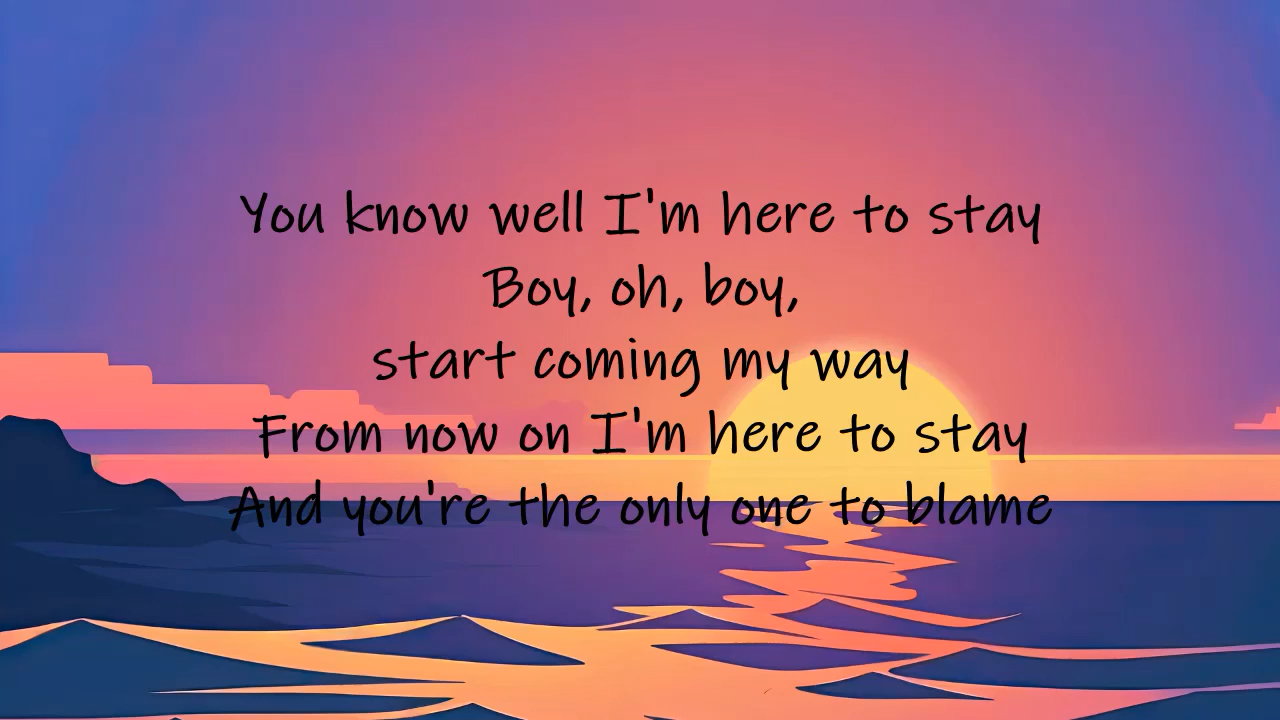 You know well I'm here to stay
Boy, oh, boy,
start coming my way
From now on I'm here to stay
And you're the only one to blame